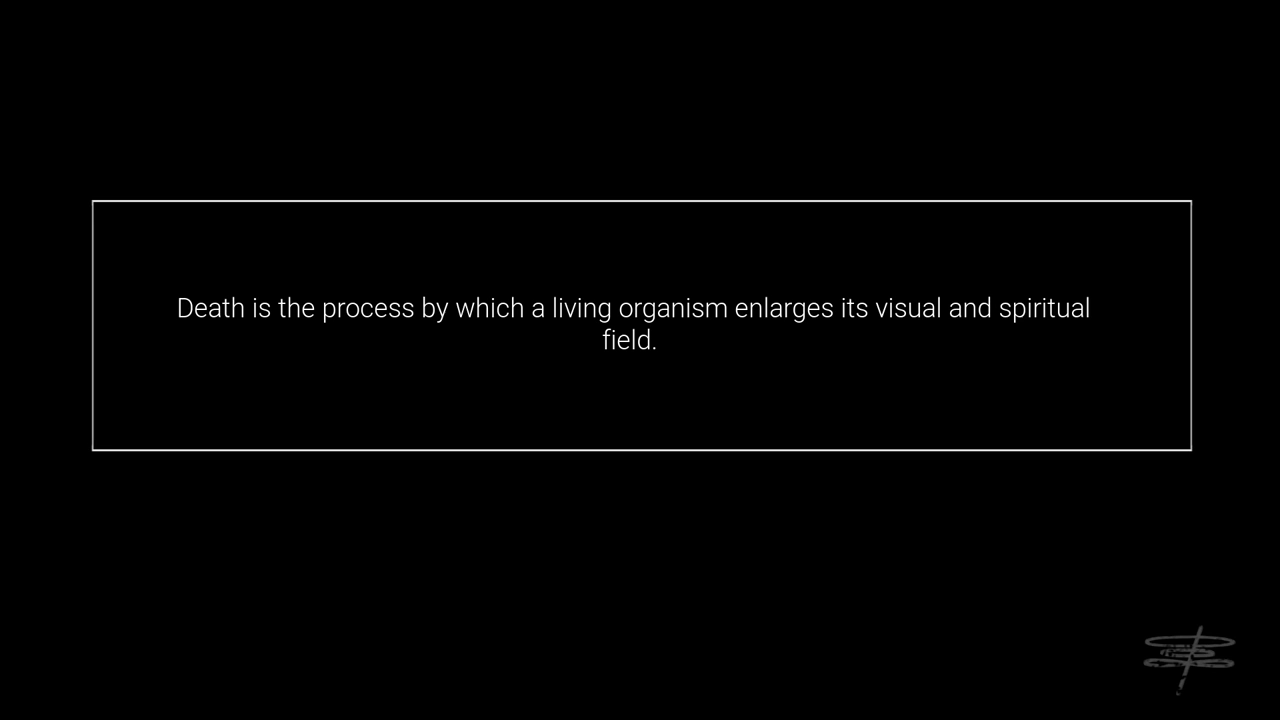 Death is the process by which a living organism enlarges its visual and spiritual
field.